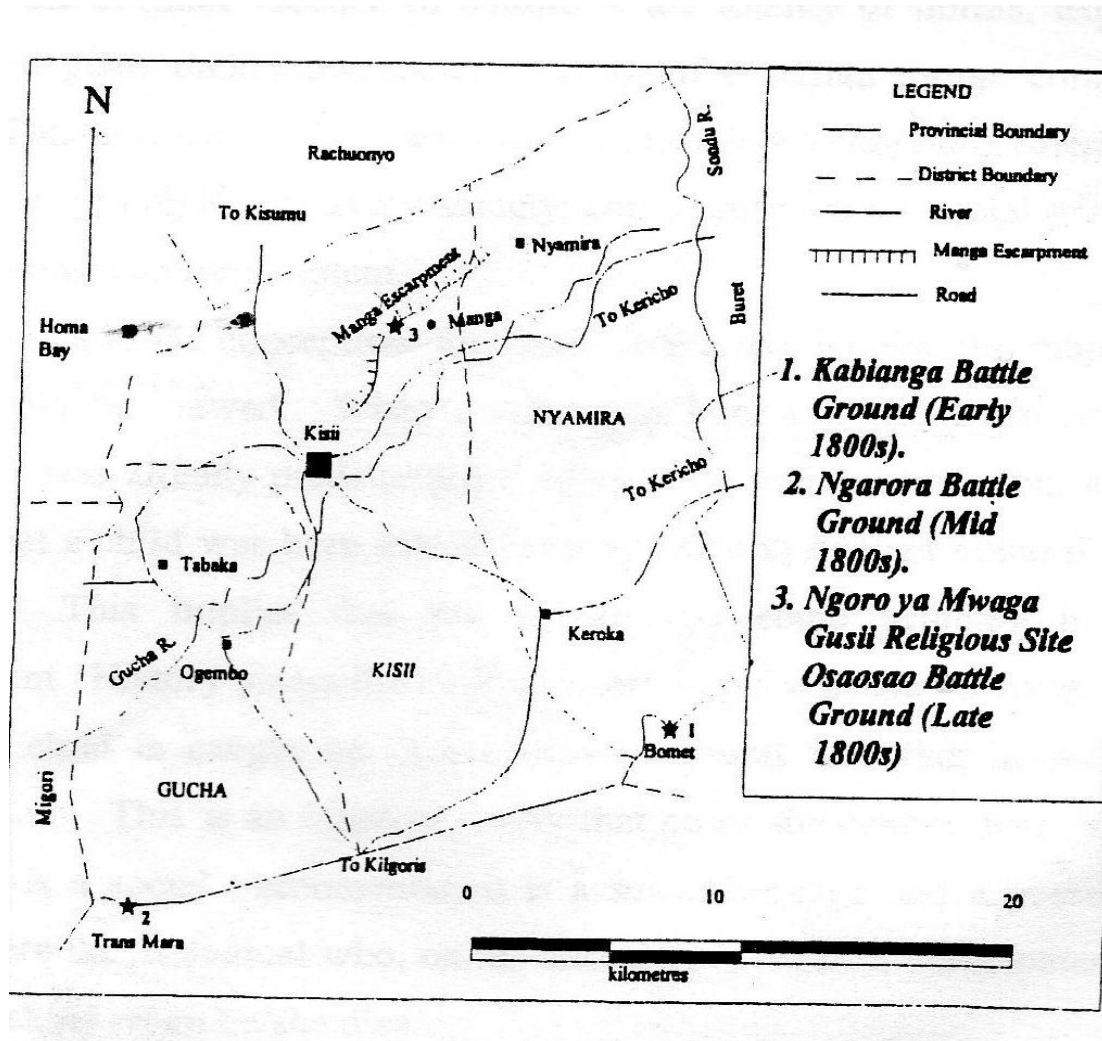 N
Rachuonyo
To Kisumu
Sondu R.
Nyamira
Manga Escarpment
Homa
Bay
3
Manga
To Kericho
Buret
Kisii
NYAMIRA
To Kericho
Tabaka
Gucha R.
Ogembo
KISII
Keroka
1
Bomet
Migori
GUCHA
To Kilgoris
2
Trans Mara
0
10
20
kilometres
LEGEND
Provincial Boundary
District Boundary
River
Manga Escarpment
Road
1. Kabianga Battle
Ground (Early
1800s).
2. Ngarora Battle
Ground (Mid
1800s).
3. Ngoro ya Mwaga
Gusii Religious Site
Osaosao Battle
Ground (Late
1800s)